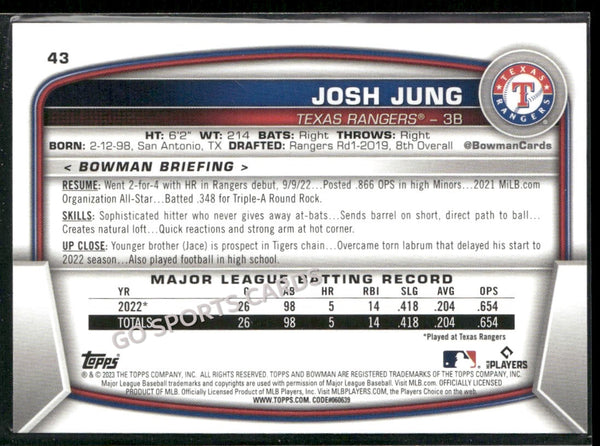 43
JOSH JUNG
TEXAS RANGERS® – 3B
TEXAS RANGERS
T
HT: 6'2" WT: 214 BATS: Right THROWS: Right
BORN: 2-12-98, San Antonio, TX DRAFTED: Rangers Rd1-2019, 8th Overall @BowmanCards
< BOWMAN BRIEFING >
RESUME: Went 2-for-4 with HR in Rangers debut, 9/9/22...Posted .866 OPS in high Minors...2021 MiLB.com
Organization All-Star...Batted .348 for Triple-A Round Rock.
SKILLS: Sophisticated hitter who never gives away at-bats...Sends barrel on short, direct path to ball...
Creates natural loft...Quick reactions and strong arm at hot corner.
UP CLOSE: Younger brother (Jace) is prospect in Tigers chain...Overcame torn labrum that delayed his start to
2022 season...Also played football in high school.
MAJOR LEAGUE BATTING RECORD
YR G AB HR RBI SLG AVG OPS
2022* 26 98 5 14 .418 .204 .654
TOTALS 26 98 5 14 .418 .204 .654
*Played at Texas Rangers
GO SPORTS CARDS
Topps
MLB PLAYERS
® & © 2023 THE TOPPS COMPANY, INC. ALL RIGHTS RESERVED. TOPPS AND BOWMAN ARE REGISTERED TRADEMARKS OF THE TOPPS COMPANY, INC.
Major League Baseball trademarks and copyrights are used with permission of Major League Baseball. Visit MLB.com. OFFICIALLY LICENSED
PRODUCT OF MLB. Officially Licensed Product of MLB Players, Inc. Visit MLBPLAYERS.com, the Players Choice on the web.
WWW.TOPPS.COM. CODE#060639